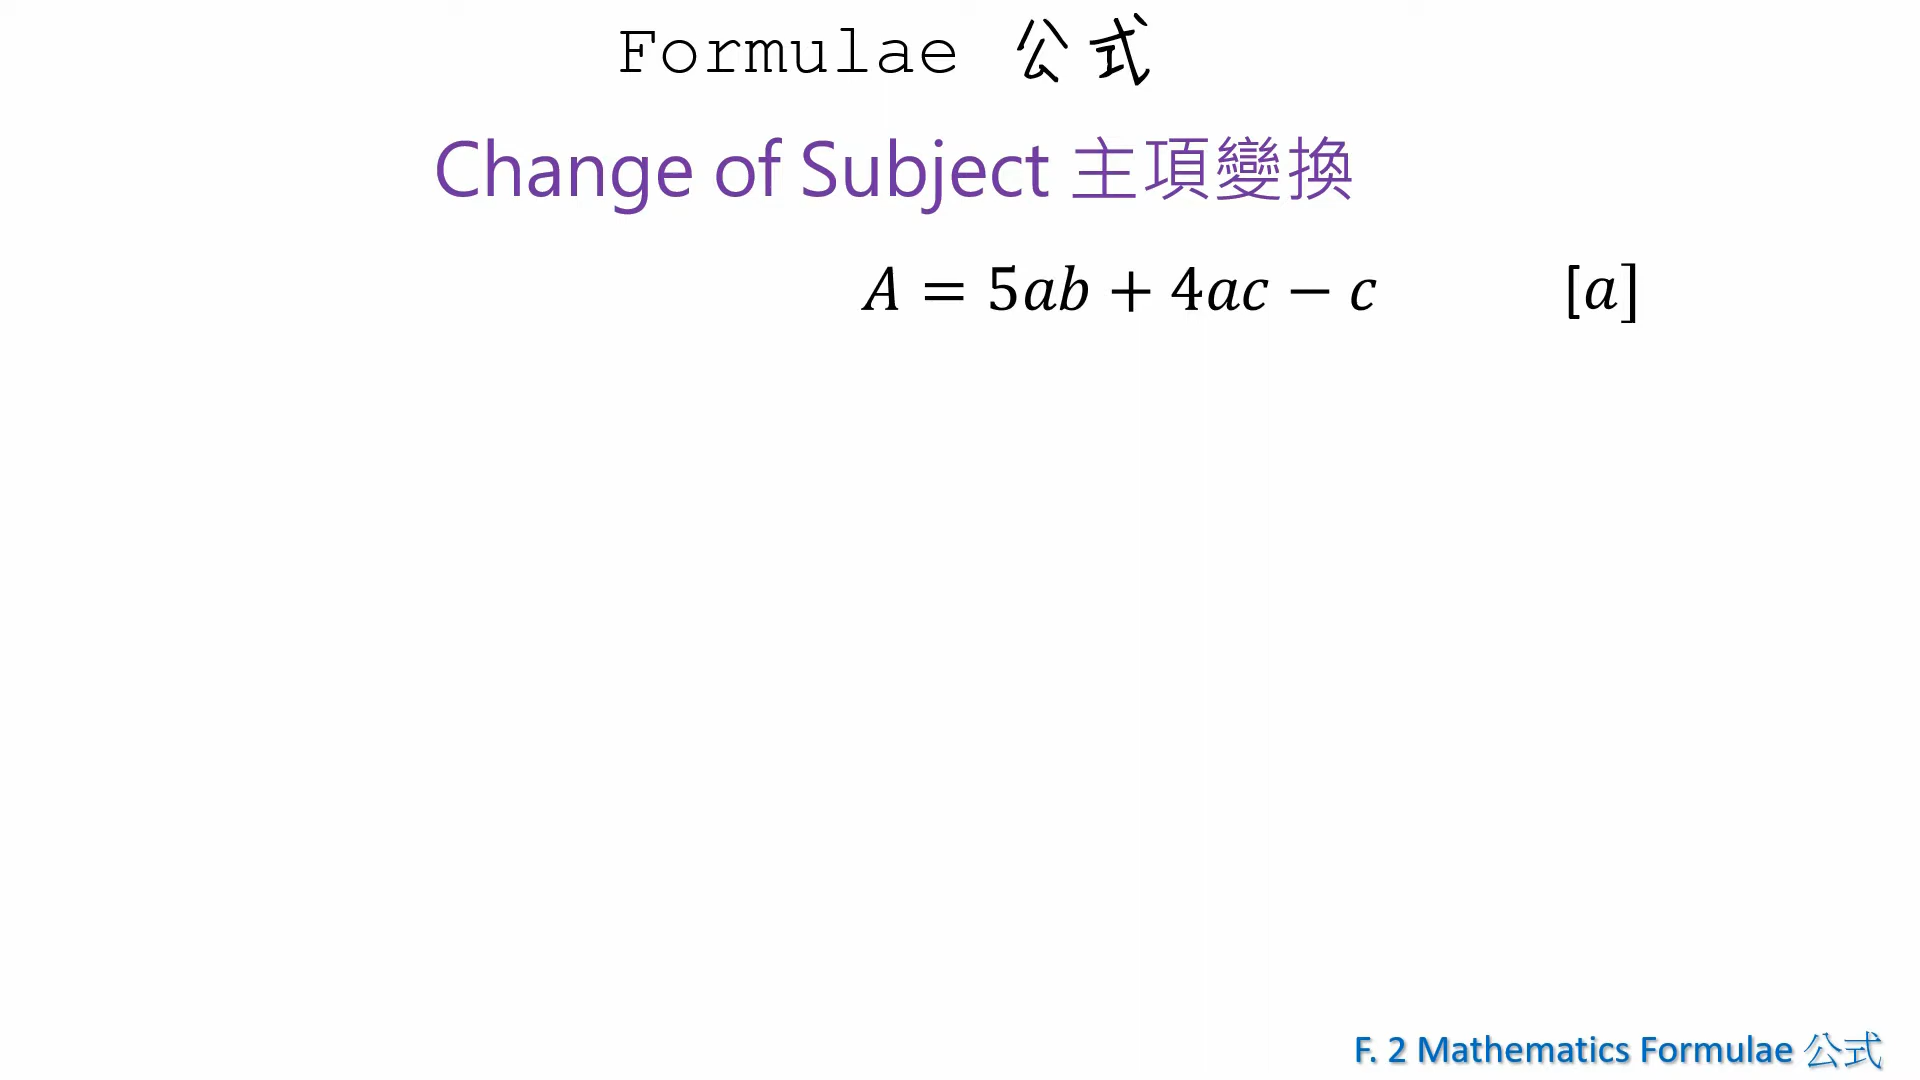 Formulae 公式
Change of Subject 主項變換
A = 5ab + 4ac − c [a]
F. 2 Mathematics Formulae 公式